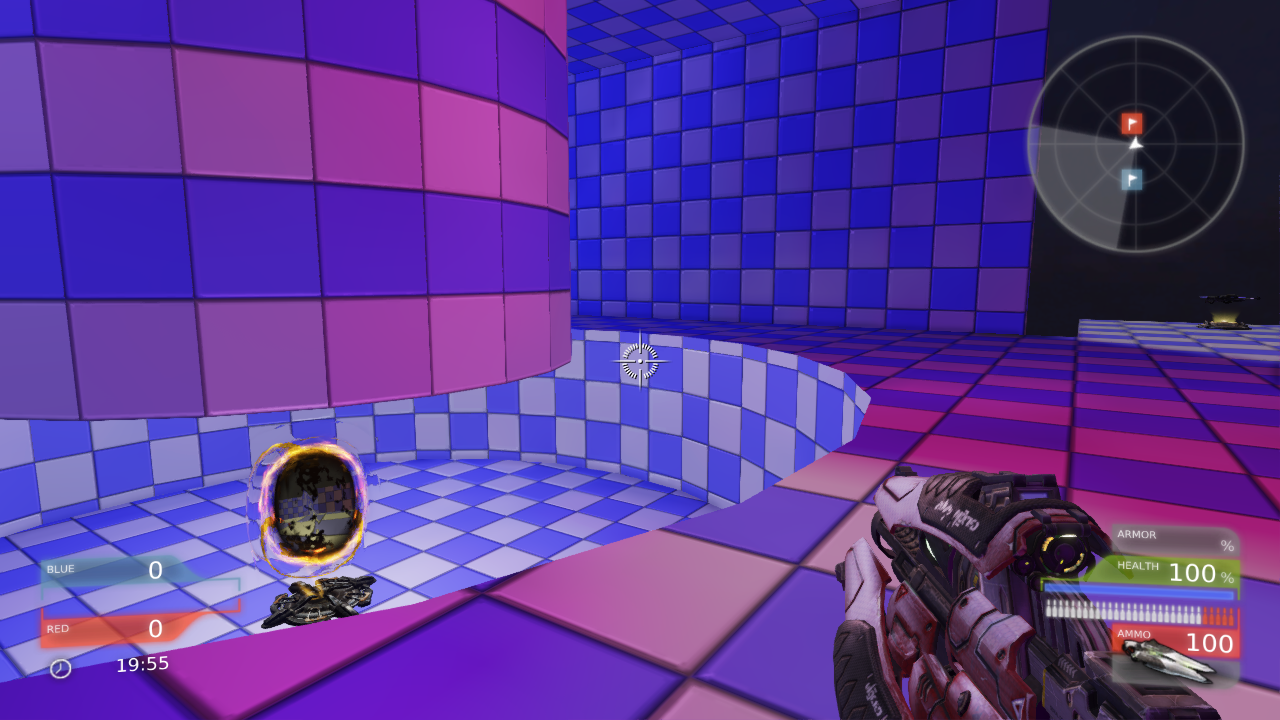 BLUE 0
RED 0
19:55
ARMOR %
HEALTH 100 %
AMMO 100